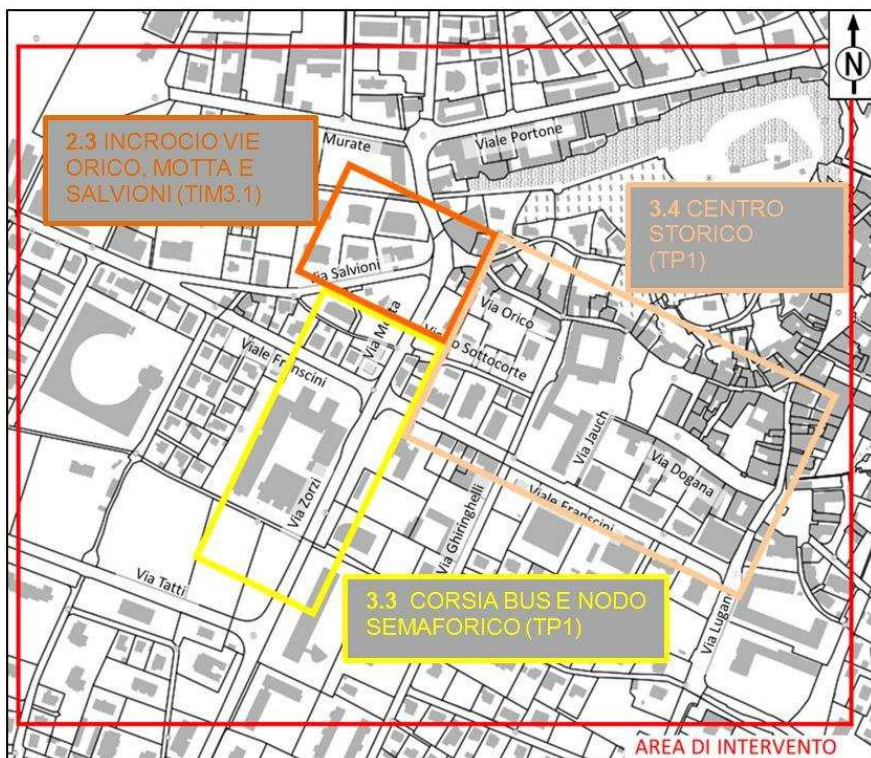 N
2.3 INCROCIO VIE
ORICO, MOTTA E
SALVIONI (TIM3.1)
Murate
Viale Portone
3.4 CENTRO
STORICO
(TP1)
Via Salvioni
Via Orico
Via Motta
Sottocorte
Viale Franscini
Via Jauch
Via Dogana
Viale Franscini
Via Zorzi
Via Ghiringhelli
Via Tatti
3.3 CORSIA BUS E NODO
SEMAFORICO (TP1)
Via Lugan
AREA DI INTERVENTO